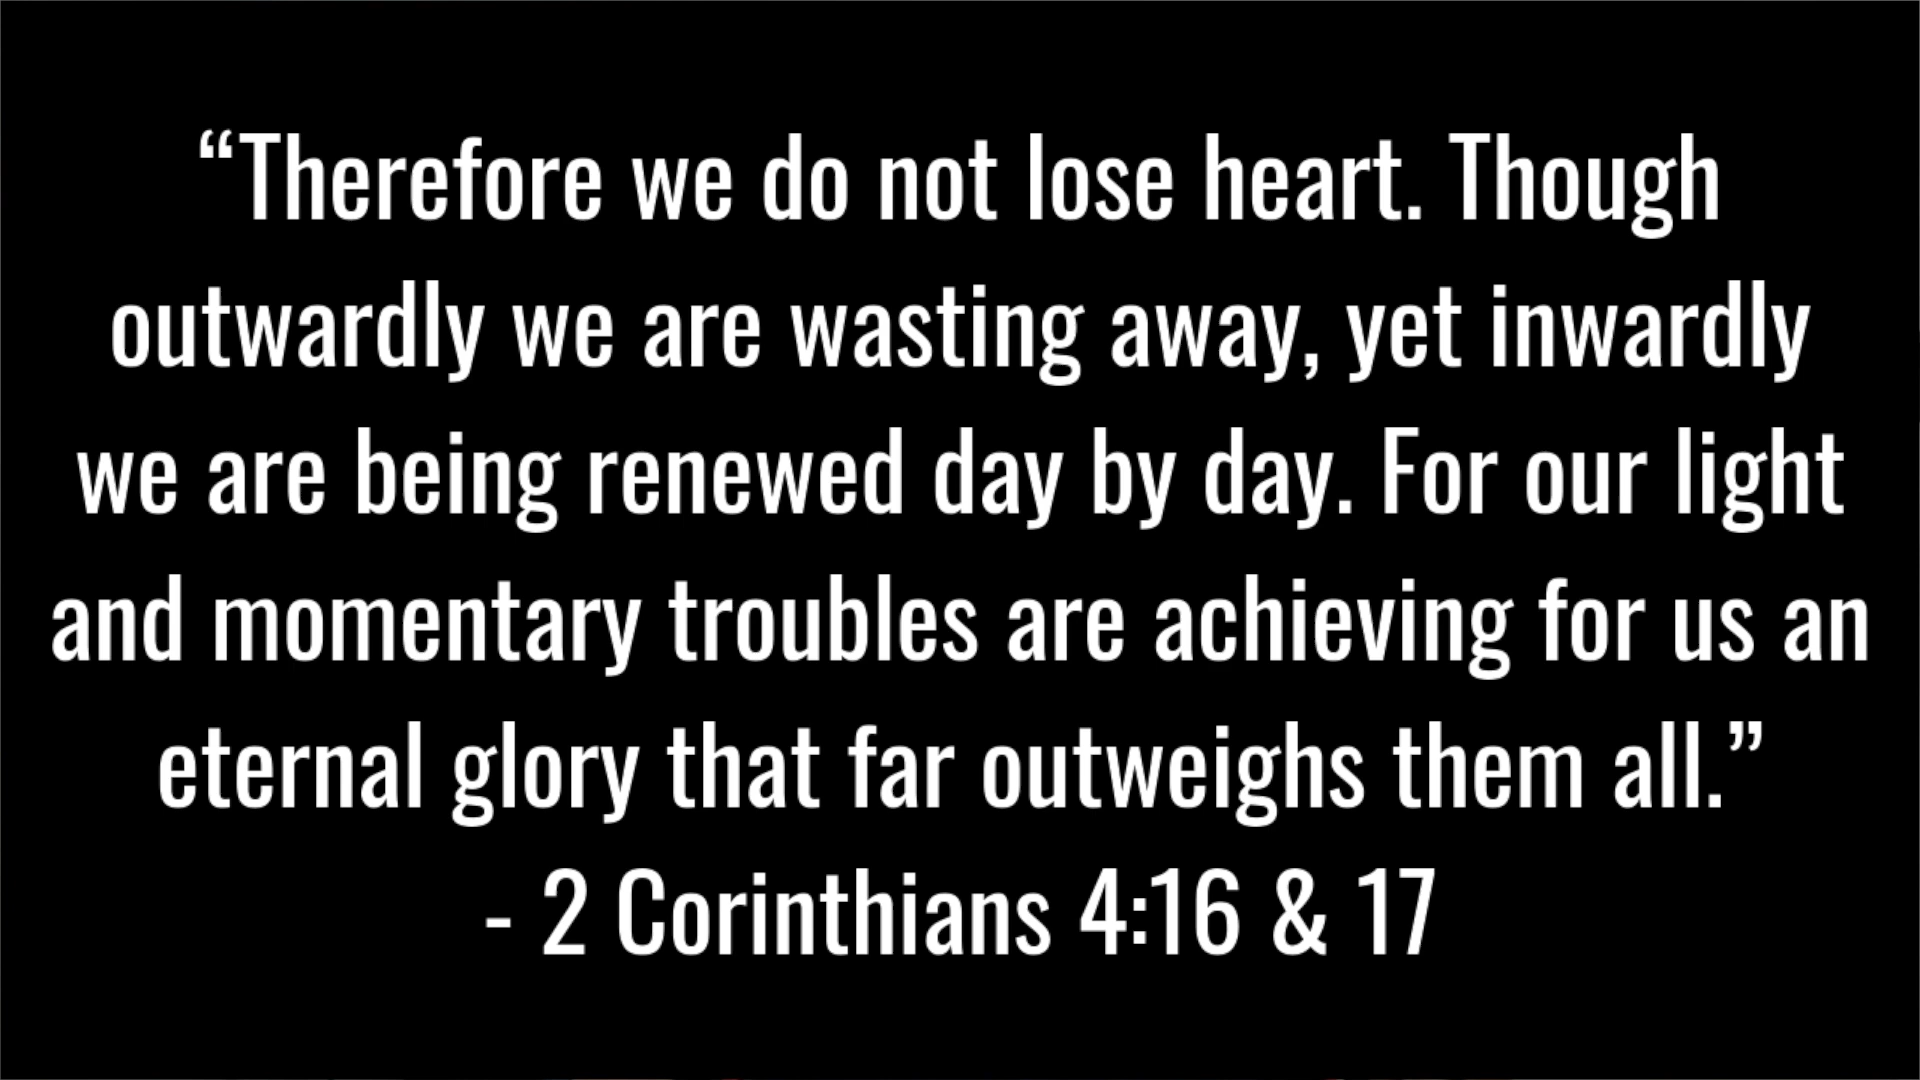 “Therefore we do not lose heart. Though
outwardly we are wasting away, yet inwardly
we are being renewed day by day. For our light
and momentary troubles are achieving for us an
eternal glory that far outweighs them all.”
- 2 Corinthians 4:16 & 17